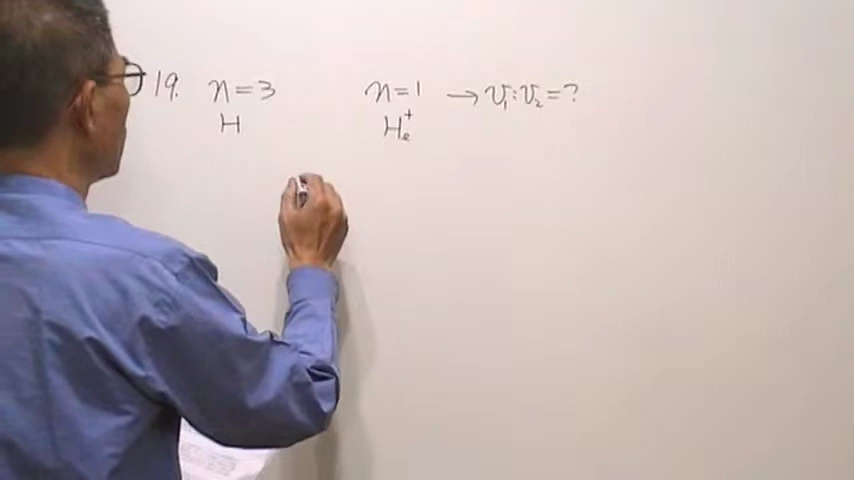 19. n=3 n=1 → v₁:v₂=?
H He⁺